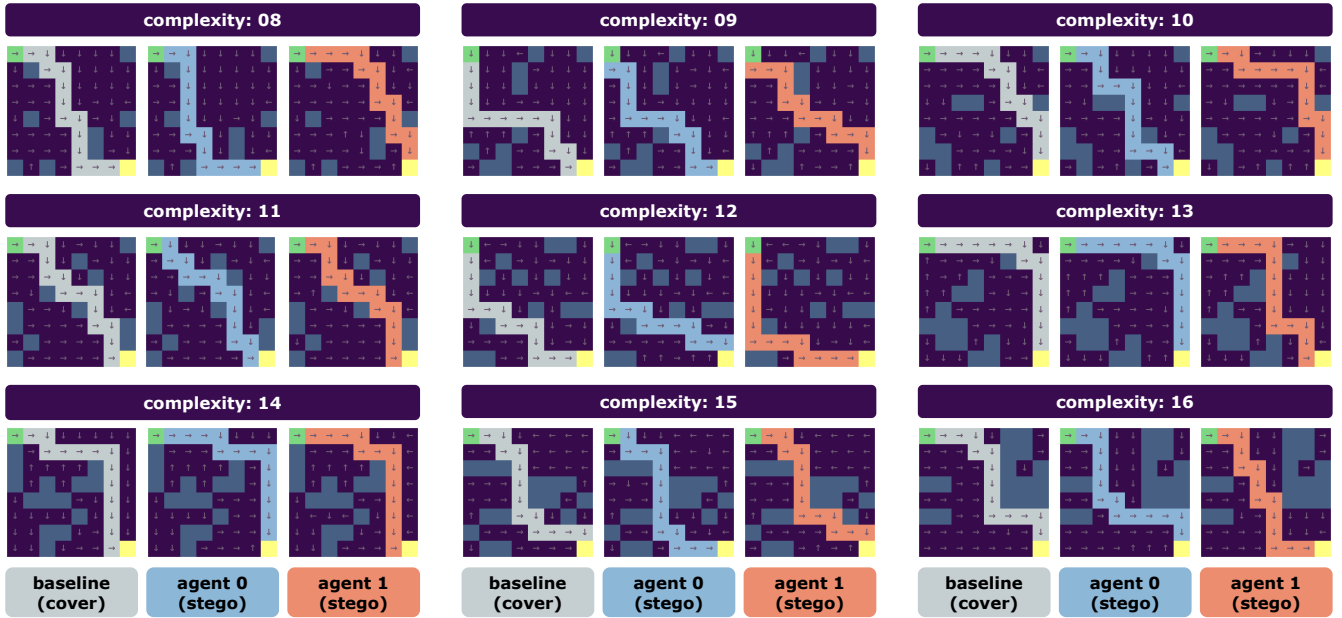 complexity: 08
complexity: 09
complexity: 10
complexity: 11
complexity: 12
complexity: 13
complexity: 14
complexity: 15
complexity: 16
baseline
(cover)
agent 0
(stego)
agent 1
(stego)
baseline
(cover)
agent 0
(stego)
agent 1
(stego)
baseline
(cover)
agent 0
(stego)
agent 1
(stego)